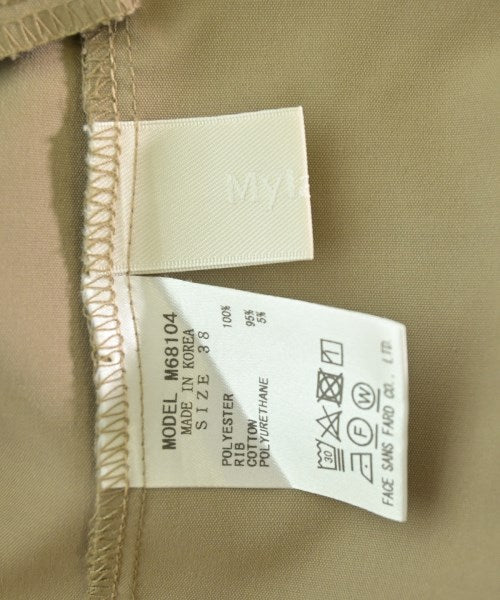 MODEL M68104
MADE IN KOREA
SIZE 38
POLYESTER 100%
RIB
COTTON 95%
POLYURETHANE 5%
30
W
FACE SANS FARD CO., LTD.